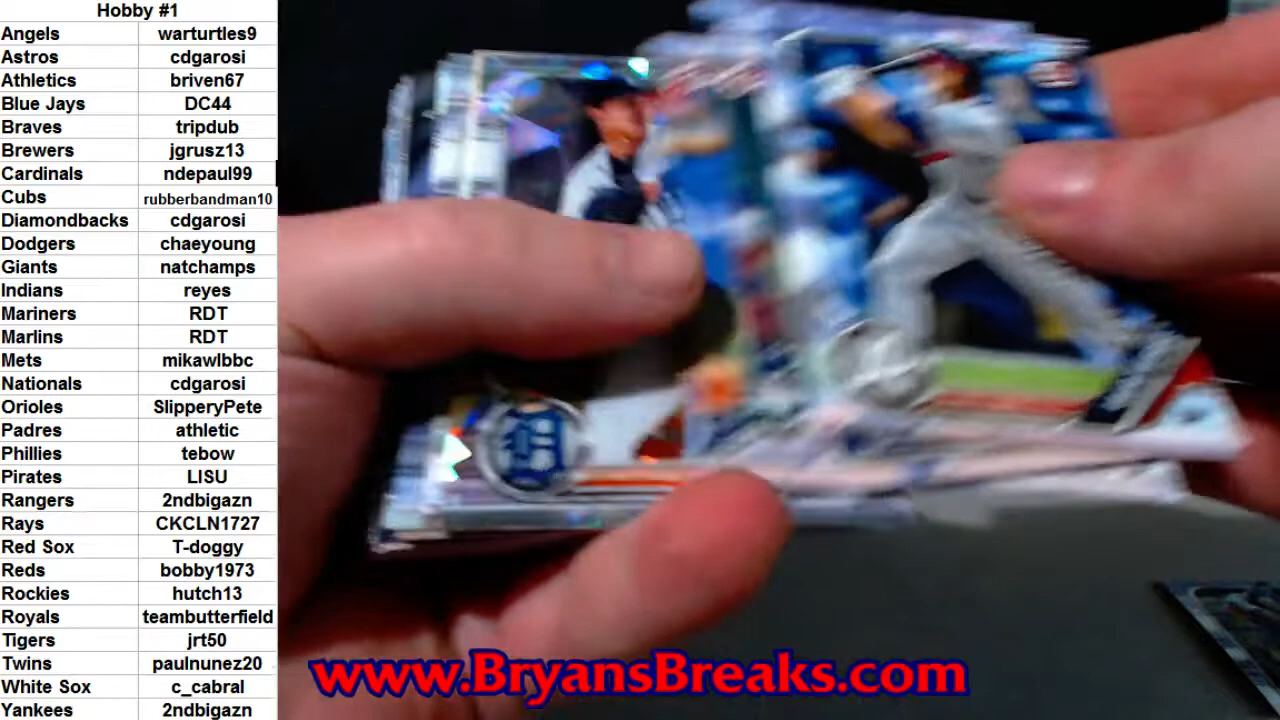 Hobby #1
Angels warturtles9
Astros cdgarosi
Athletics briven67
Blue Jays DC44
Braves tripdub
Brewers jgrusz13
Cardinals ndepaul99
Cubs rubberbandman10
Diamondbacks cdgarosi
Dodgers chaeyoung
Giants natchamps
Indians reyes
Mariners RDT
Marlins RDT
Mets mikawlbbc
Nationals cdgarosi
Orioles SlipperyPete
Padres athletic
Phillies tebow
Pirates LISU
Rangers 2ndbigazn
Rays CKCLN1727
Red Sox T-doggy
Reds bobby1973
Rockies hutch13
Royals teambutterfield
Tigers jrt50
Twins paulnunez20
White Sox c_cabral
Yankees 2ndbigazn
www.BryansBreaks.com